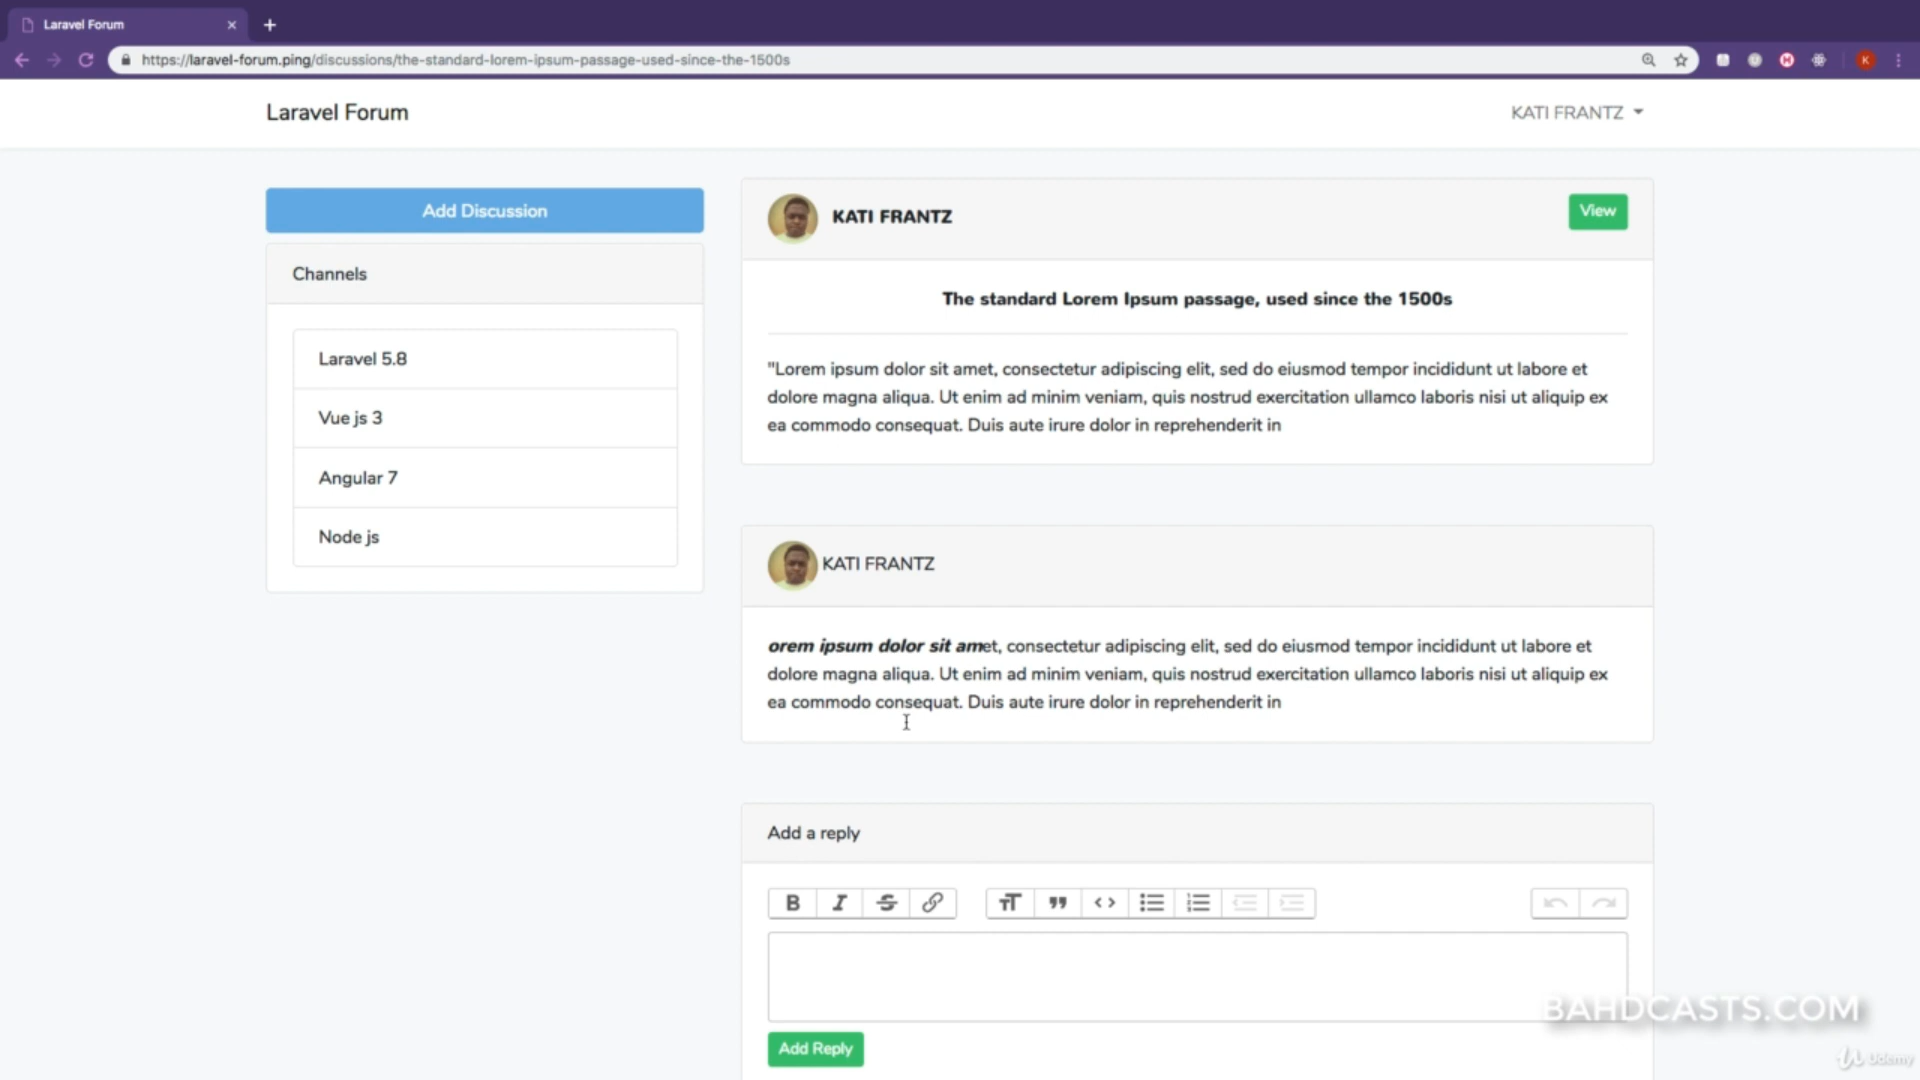 Laravel Forum
https://laravel-forum.ping/discussions/the-standard-lorem-ipsum-passage-used-since-the-1500s
K
Laravel Forum
KATI FRANTZ
Add Discussion
Channels
Laravel 5.8
Vue js 3
Angular 7
Node js
KATI FRANTZ
View
The standard Lorem Ipsum passage, used since the 1500s
"Lorem ipsum dolor sit amet, consectetur adipiscing elit, sed do eiusmod tempor incididunt ut labore et
dolore magna aliqua. Ut enim ad minim veniam, quis nostrud exercitation ullamco laboris nisi ut aliquip ex
ea commodo consequat. Duis aute irure dolor in reprehenderit in
KATI FRANTZ
orem ipsum dolor sit amet, consectetur adipiscing elit, sed do eiusmod tempor incididunt ut labore et
dolore magna aliqua. Ut enim ad minim veniam, quis nostrud exercitation ullamco laboris nisi ut aliquip ex
ea commodo consequat. Duis aute irure dolor in reprehenderit in
Add a reply
Add Reply
BAHDCASTS.COM
Udemy